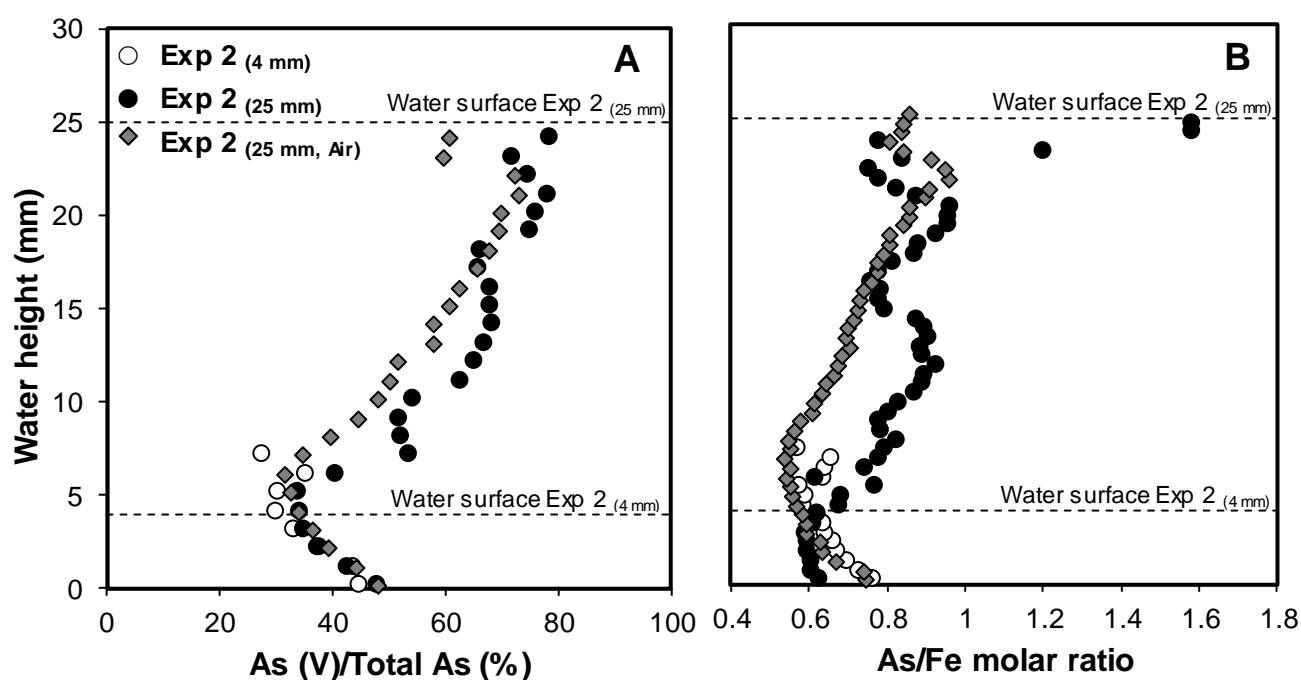 A
Exp 2 (4 mm)
Exp 2 (25 mm)
Exp 2 (25 mm, Air)
Water surface Exp 2 (25 mm)
Water surface Exp 2 (4 mm)
30
25
20
15
10
5
0
Water height (mm)
0 20 40 60 80 100
As (V)/Total As (%)
B
Water surface Exp 2 (25 mm)
Water surface Exp 2 (4 mm)
0.4 0.6 0.8 1 1.2 1.4 1.6 1.8
As/Fe molar ratio